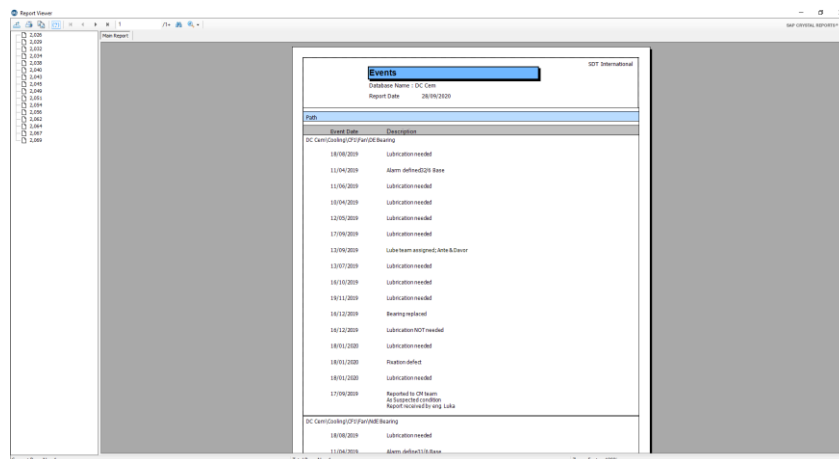 Report Viewer
1
/1+
SAP CRYSTAL REPORTS®
2,026
2,029
2,032
2,034
2,038
2,040
2,043
2,045
2,049
2,051
2,054
2,056
2,062
2,064
2,067
2,069
Main Report
SDT International
Events
Database Name : DC Cem
Report Date 28/09/2020
Path
Event Date Description
DC Cem\Cooling\CF1\Fan\DE Bearing
18/08/2019 Lubrication needed
11/04/2019 Alarm defined32/6 Base
11/06/2019 Lubrication needed
10/04/2019 Lubrication needed
12/05/2019 Lubrication needed
17/09/2019 Lubrication needed
13/09/2019 Lube team assigned; Ante & Davor
13/07/2019 Lubrication needed
16/10/2019 Lubrication needed
19/11/2019 Lubrication needed
16/12/2019 Bearing replaced
16/12/2019 Lubrication NOT needed
18/01/2020 Lubrication needed
18/01/2020 Fixation defect
18/01/2020 Lubrication needed
17/09/2019 Reported to CM team
As Suspected condition
Report received by eng. Luka
DC Cem\Cooling\CF1\Fan\NdE Bearing
18/08/2019 Lubrication needed
11/04/2019